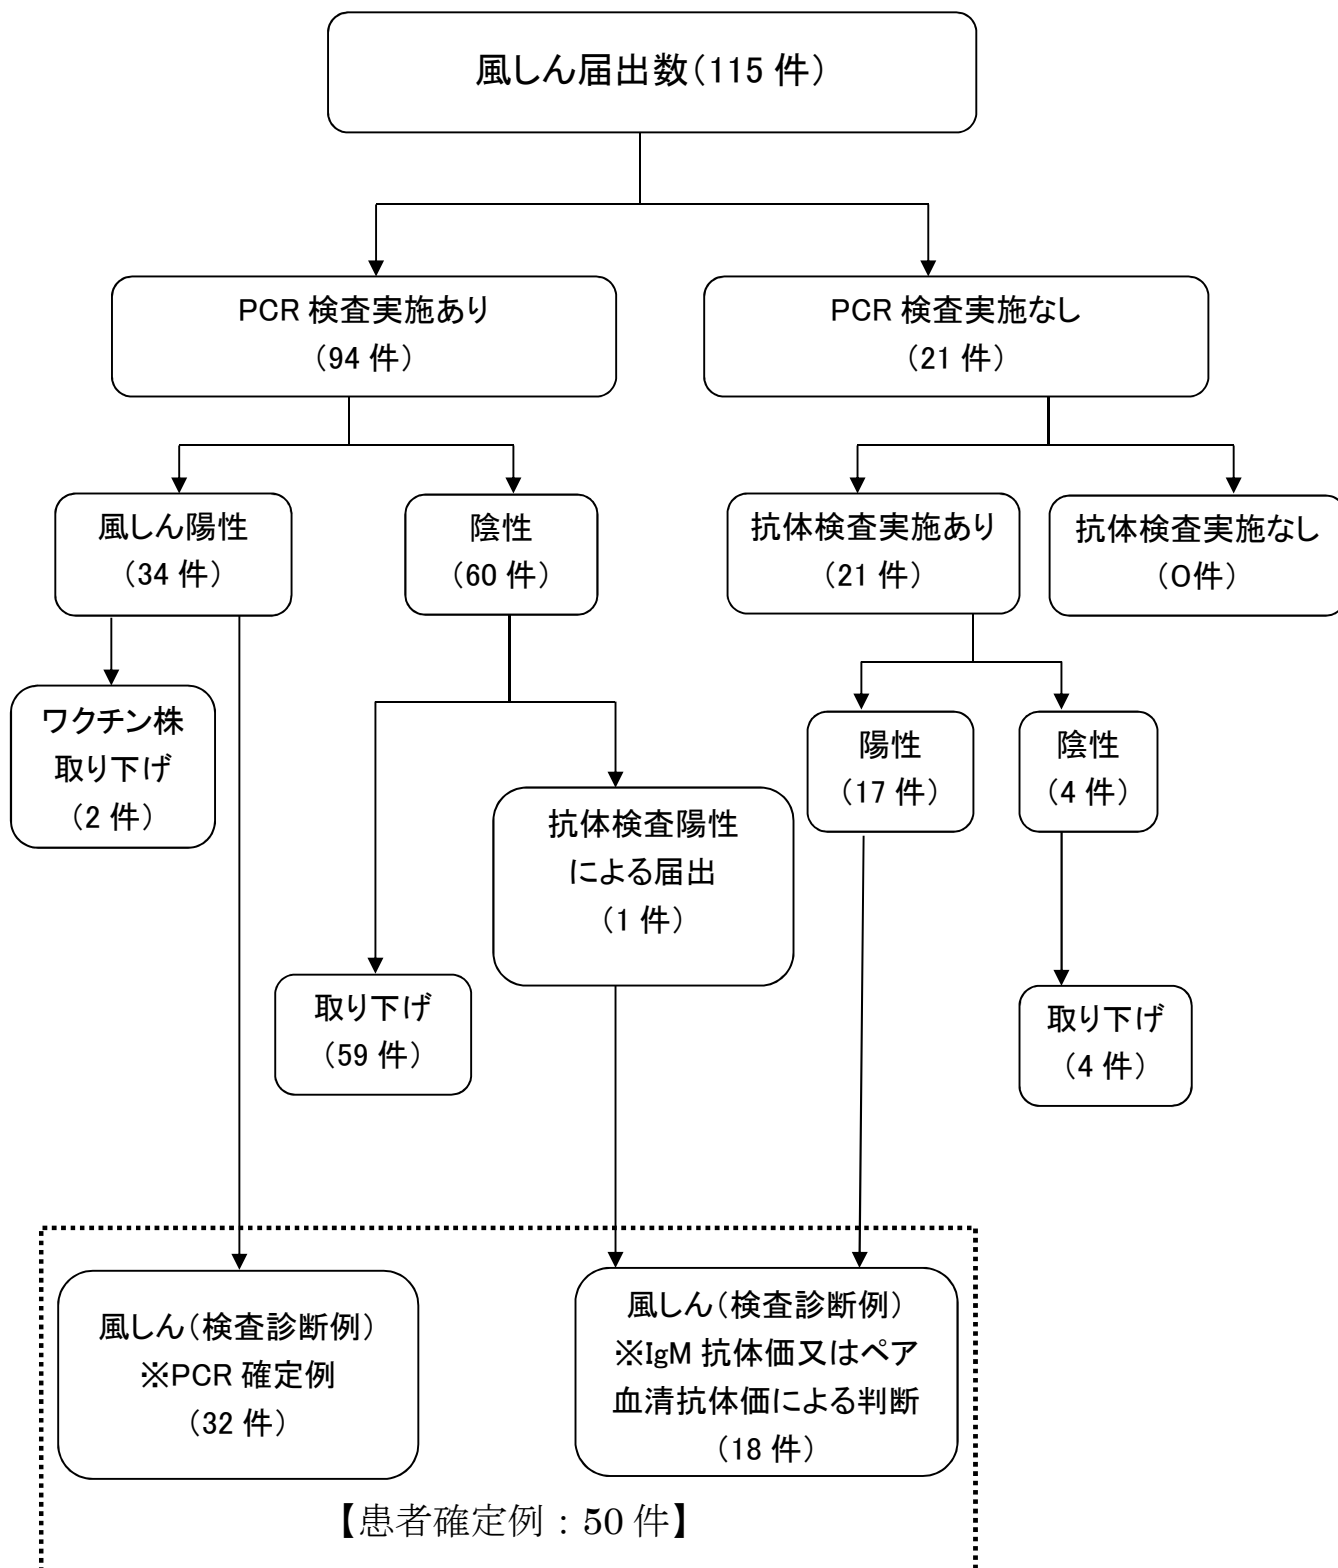 風しん届出数（115 件）
PCR 検査実施あり
（94 件）
PCR 検査実施なし
（21 件）
風しん陽性
（34 件）
陰性
（60 件）
抗体検査実施あり
（21 件）
抗体検査実施なし
（0件）
ワクチン株
取り下げ
（2 件）
陽性
（17 件）
陰性
（4 件）
抗体検査陽性
による届出
（1 件）
取り下げ
（59 件）
取り下げ
（4 件）
風しん（検査診断例）
※PCR 確定例
（32 件）
風しん（検査診断例）
※IgM 抗体価又はペア
血清抗体価による判断
（18 件）
【患者確定例：50 件】